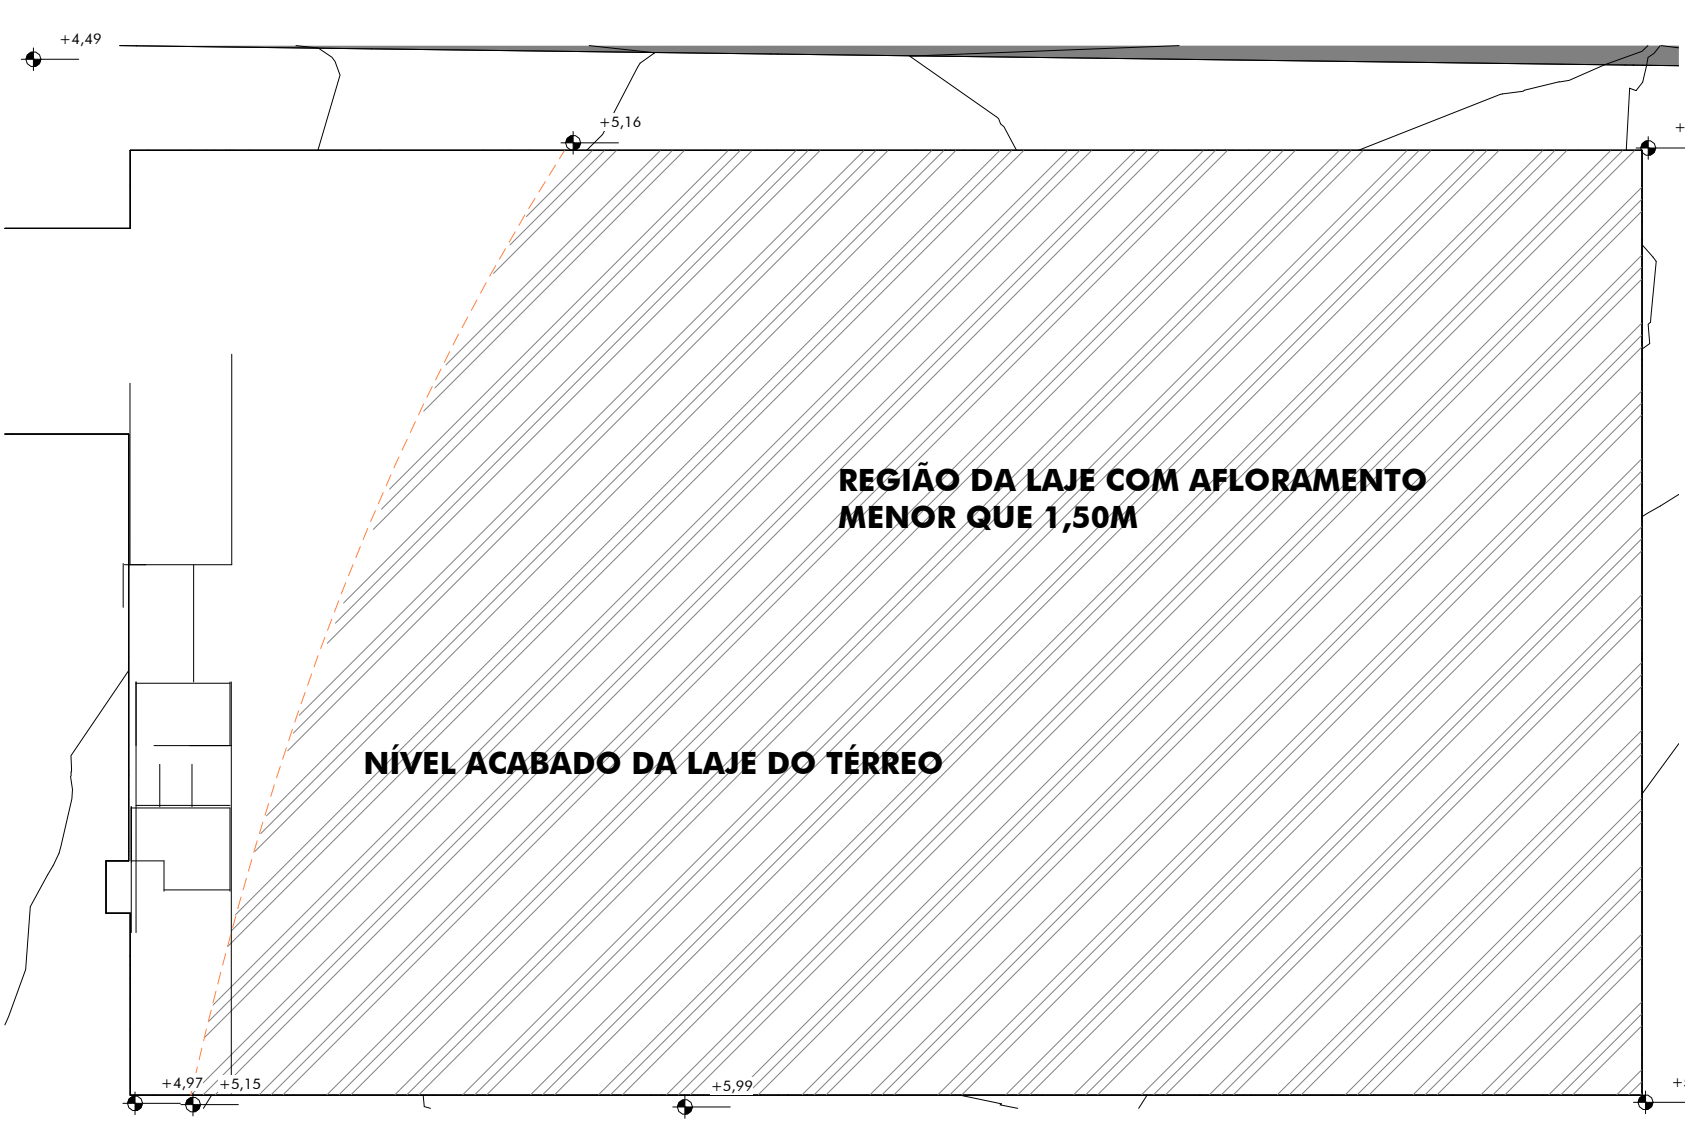 +4,49
+5,16
+
REGIÃO DA LAJE COM AFLORAMENTO
MENOR QUE 1,50M
NÍVEL ACABADO DA LAJE DO TÉRREO
+4,97
+5,15
+5,99